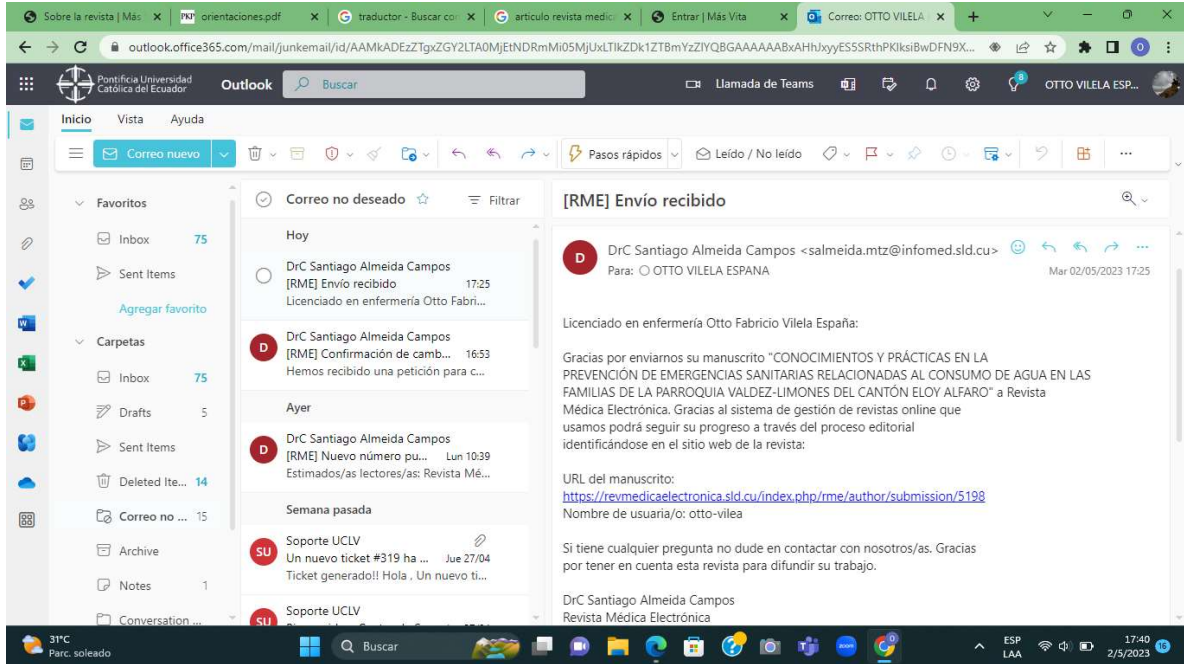 Sobre la revista | Más
PKP orientaciones.pdf
traductor - Buscar con
articulo revista medic
Entrar | Más Vita
Correo: OTTO VILELA
outlook.office365.com/mail/junkemail/id/
Pontificia Universidad
Católica del Ecuador
Outlook
Buscar
Llamada de Teams
8
OTTO VILELA ESP...
Inicio Vista Ayuda
Correo nuevo
Pasos rápidos
Leído / No leído
Favoritos
Inbox 75
Sent Items
Agregar favorito
Carpetas
Inbox 75
Drafts 5
Sent Items
Deleted Ite... 14
Correo no ... 15
Archive
Notes 1
Conversation ...
Correo no deseado
Filtrar
Hoy
DrC Santiago Almeida Campos
[RME] Envío recibido 17:25
Licenciado en enfermería Otto Fabri...
D
DrC Santiago Almeida Campos
[RME] Confirmación de camb... 16:53
Hemos recibido una petición para c...
Ayer
D
DrC Santiago Almeida Campos
[RME] Nuevo número pu... Lun 10:39
Estimados/as lectores/as: Revista Mé...
Semana pasada
SU
Soporte UCLV
Un nuevo ticket #319 ha ... Jue 27/04
Ticket generado!! Hola , Un nuevo ti...
SU
Soporte UCLV
[RME] Envío recibido
D
DrC Santiago Almeida Campos <salmeida.mtz@infomed.sld.cu>
Para: OTTO VILELA ESPANA
Mar 02/05/2023 17:25
Licenciado en enfermería Otto Fabricio Vilela España:
Gracias por enviarnos su manuscrito "CONOCIMIENTOS Y PRÁCTICAS EN LA
PREVENCIÓN DE EMERGENCIAS SANITARIAS RELACIONADAS AL CONSUMO DE AGUA EN LAS
FAMILIAS DE LA PARROQUIA VALDEZ-LIMONES DEL CANTÓN ELOY ALFARO" a Revista
Médica Electrónica. Gracias al sistema de gestión de revistas online que
usamos podrá seguir su progreso a través del proceso editorial
identificándose en el sitio web de la revista:
URL del manuscrito:
https://revmedicaelectronica.sld.cu/index.php/rme/author/submission/5198
Nombre de usuaria/o: otto-vilea
Si tiene cualquier pregunta no dude en contactar con nosotros/as. Gracias
por tener en cuenta esta revista para difundir su trabajo.
DrC Santiago Almeida Campos
Revista Médica Electrónica
31°C
Parc. soleado
Buscar
ESP
LAA
17:40
2/5/2023
16